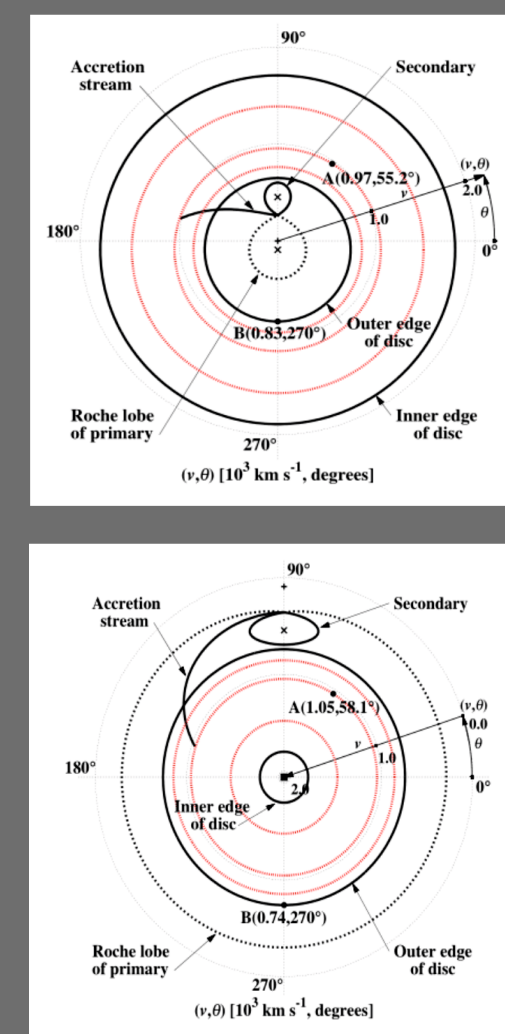 90°
Accretion
stream
Secondary
A(0.97,55.2°)
(v,θ)
2.0
v
θ
1.0
180°
0°
B(0.83,270°)
Outer edge
of disc
Roche lobe
of primary
Inner edge
of disc
270°
(v,θ) [10³ km s⁻¹, degrees]
90°
Accretion
stream
Secondary
A(1.05,58.1°)
(v,θ)
0.0
v
θ
1.0
180°
2.0
0°
Inner edge
of disc
B(0.74,270°)
Roche lobe
of primary
Outer edge
of disc
270°
(v,θ) [10³ km s⁻¹, degrees]